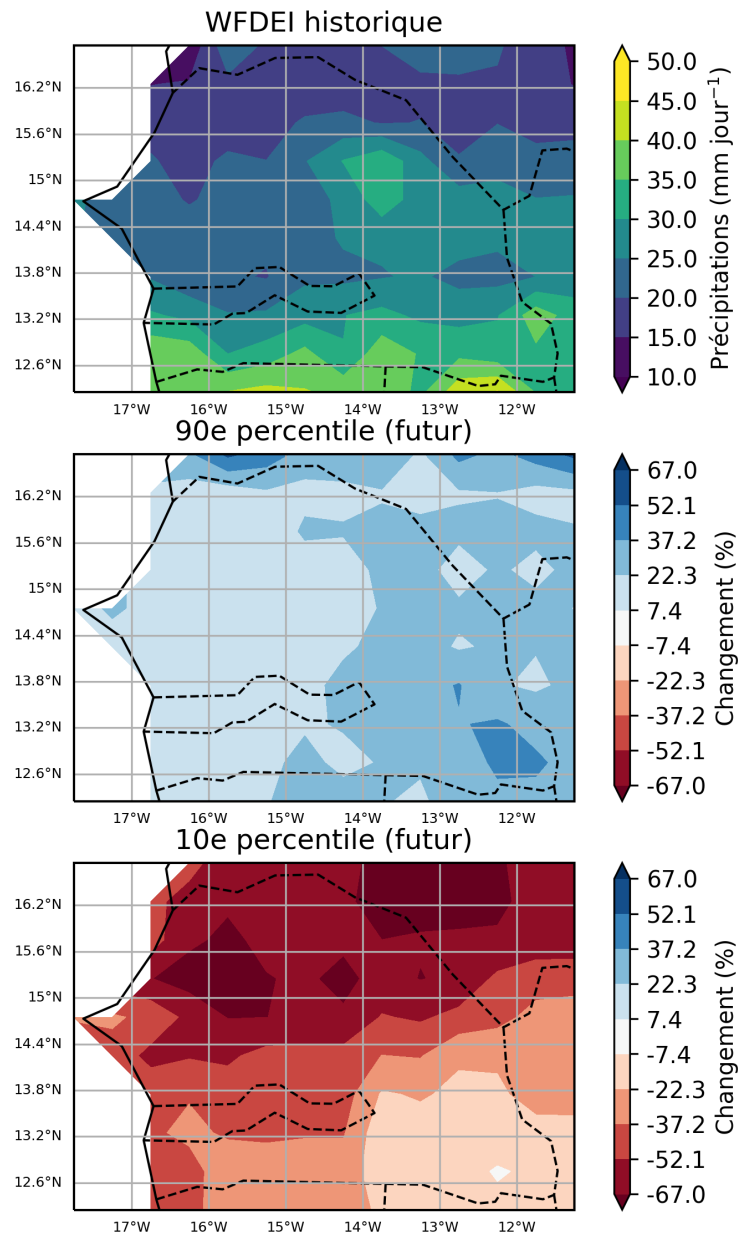 WFDEI historique
16.2°N
15.6°N
15°N
14.4°N
13.8°N
13.2°N
12.6°N
17°W 16°W 15°W 14°W 13°W 12°W
50.0
45.0
40.0
35.0
30.0
25.0
20.0
15.0
10.0
Précipitations (mm jour⁻¹)
90e percentile (futur)
16.2°N
15.6°N
15°N
14.4°N
13.8°N
13.2°N
12.6°N
17°W 16°W 15°W 14°W 13°W 12°W
67.0
52.1
37.2
22.3
7.4
-7.4
-22.3
-37.2
-52.1
-67.0
Changement (%)
10e percentile (futur)
16.2°N
15.6°N
15°N
14.4°N
13.8°N
13.2°N
12.6°N
17°W 16°W 15°W 14°W 13°W 12°W
67.0
52.1
37.2
22.3
7.4
-7.4
-22.3
-37.2
-52.1
-67.0
Changement (%)